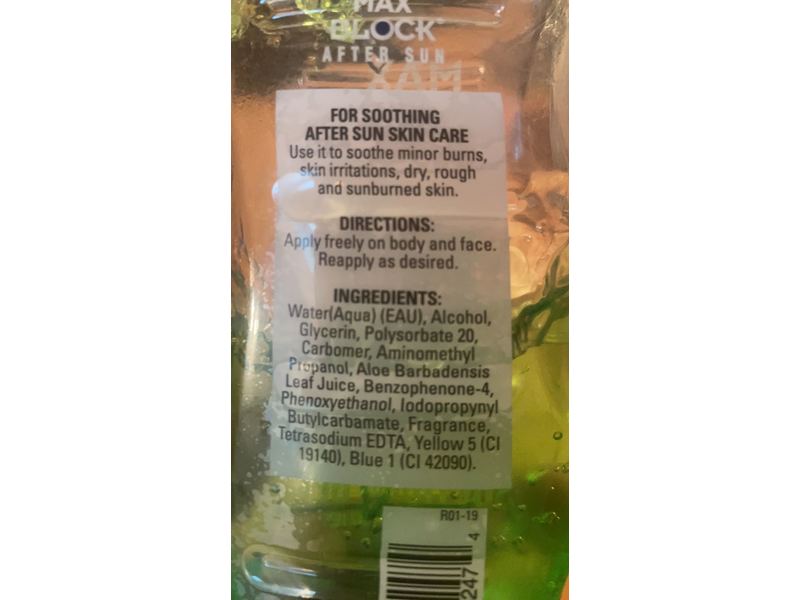 MAX
BLOCK
AFTER SUN
MAX
FOR SOOTHING
AFTER SUN SKIN CARE
Use it to soothe minor burns,
skin irritations, dry, rough
and sunburned skin.
DIRECTIONS:
Apply freely on body and face.
Reapply as desired.
INGREDIENTS:
Water(Aqua) (EAU), Alcohol,
Glycerin, Polysorbate 20,
Carbomer, Aminomethyl
Propanol, Aloe Barbadensis
Leaf Juice, Benzophenone-4,
Phenoxyethanol, Iodopropynyl
Butylcarbamate, Fragrance,
Tetrasodium EDTA, Yellow 5 (CI
19140), Blue 1 (CI 42090).
R01-19
247 4